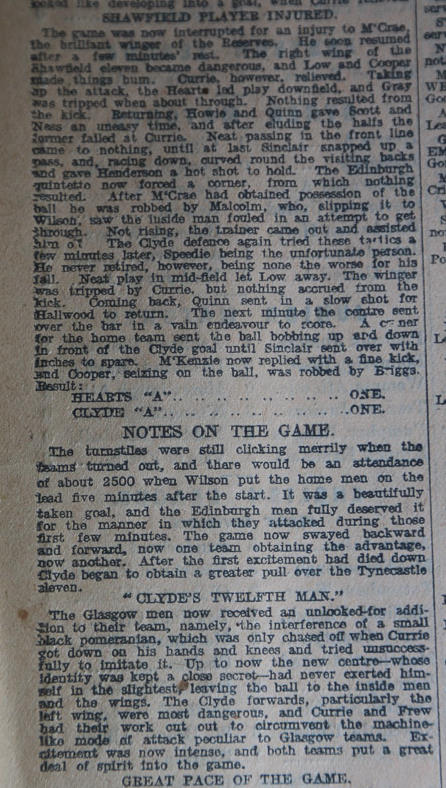 looked like developing into a goal, when Currie relieved
SHAWFIELD PLAYER INJURED.
The game was now interrupted for an injury to M'Crae,
the brilliant winger of the Reserves. He soon resumed
after a few minutes' rest. The right wing of the
Shawfield eleven became dangerous, and Low and Cooper
made things hum. Currie, however, relieved. Taking
up the attack, the Hearts led play downfield, and Gray
was tripped when about through. Nothing resulted from
the kick. Returning, Howie and Quinn gave Scott and
Ness an uneasy time, and after eluding the halfs the
former failed at Currie. Neat passing in the front line
came to nothing, until at last Sinclair snapped up a
pass, and, racing down, curved round the visiting backs
and gave Henderson a hot shot to hold. The Edinburgh
quintette now forced a corner, from which nothing
resulted. After M'Crae had obtained possession of the
ball he was robbed by Malcolm, who, slipping it to
Wilson, saw the inside man fouled in an attempt to get
through. Not rising, the trainer came out and assisted
him off. The Clyde defence again tried these tactics a
few minutes later, Speedie being the unfortunate person.
He never retired, however, being none the worse for his
fall. Neat play in mid-field let Low away. The winger
was tripped by Currie, but nothing accrued from the
kick. Coming back, Quinn sent in a slow shot for
Hallwood to return. The next minute the centre sent
over the bar in a vain endeavour to score. A corner
for the home team sent the ball bobbing up and down
in front of the Clyde goal until Sinclair sent over with
inches to spare. M'Kenzie now replied with a fine kick,
and Cooper, seizing on the ball, was robbed by Briggs.
Result:
HEARTS "A".. .. .. .. .. .. .. .. ONE.
CLYDE "A".. .. .. .. .. .. .. .. ..ONE.
NOTES ON THE GAME.
The turnstiles were still clicking merrily when the
teams turned out, and there would be an attendance
of about 2500 when Wilson put the home men on the
lead five minutes after the start. It was a beautifully
taken goal, and the Edinburgh men fully deserved it
for the manner in which they attacked during those
first few minutes. The game now swayed backward
and forward, now one team obtaining the advantage,
now another. After the first excitement had died down
Clyde began to obtain a greater pull over the Tynecastle
eleven.
"CLYDE'S TWELFTH MAN."
The Glasgow men now received an unlooked-for addi-
tion to their team, namely, the interference of a small
black pomeranian, which was only chased off when Currie
got down on his hands and knees and tried unsuccess-
fully to imitate it. Up to now the new centre—whose
identity was kept a close secret—had never exerted him-
self in the slightest, leaving the ball to the inside men
and the wings. The Clyde forwards, particularly the
left wing, were most dangerous, and Currie and Frew
had their work cut out to circumvent the machine-
like mode of attack peculiar to Glasgow teams. Ex-
citement was now intense, and both teams put a great
deal of spirit into the game.
GREAT PACE OF THE GAME.